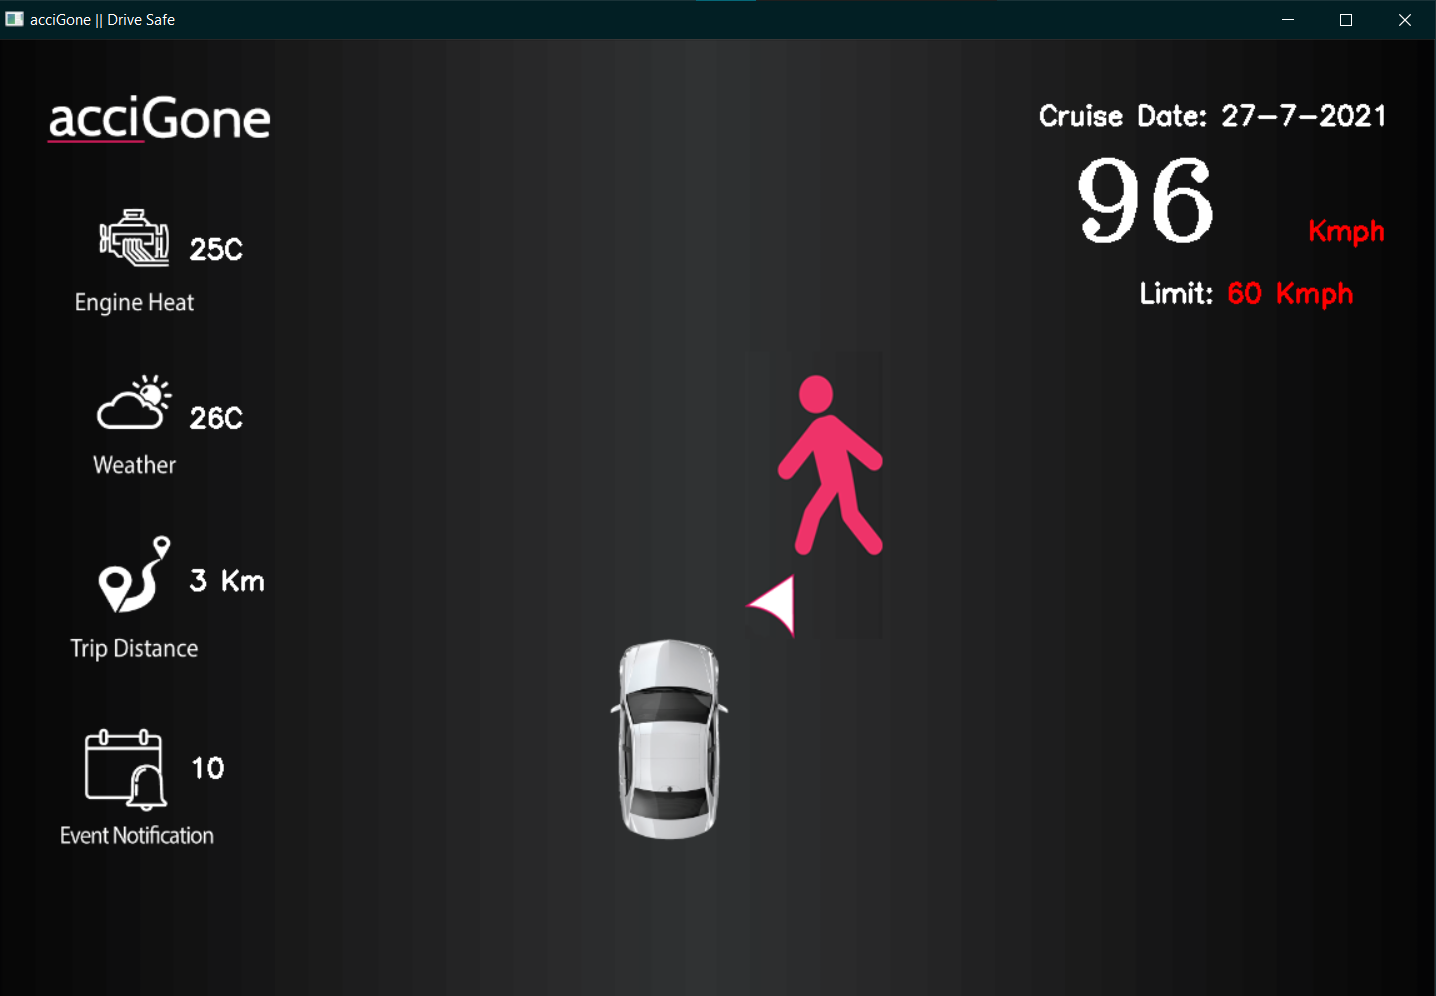 acciGone || Drive Safe
acciGone
Cruise Date: 27-7-2021
96 Kmph
Limit: 60 Kmph
25C
Engine Heat
26C
Weather
3 Km
Trip Distance
10
Event Notification